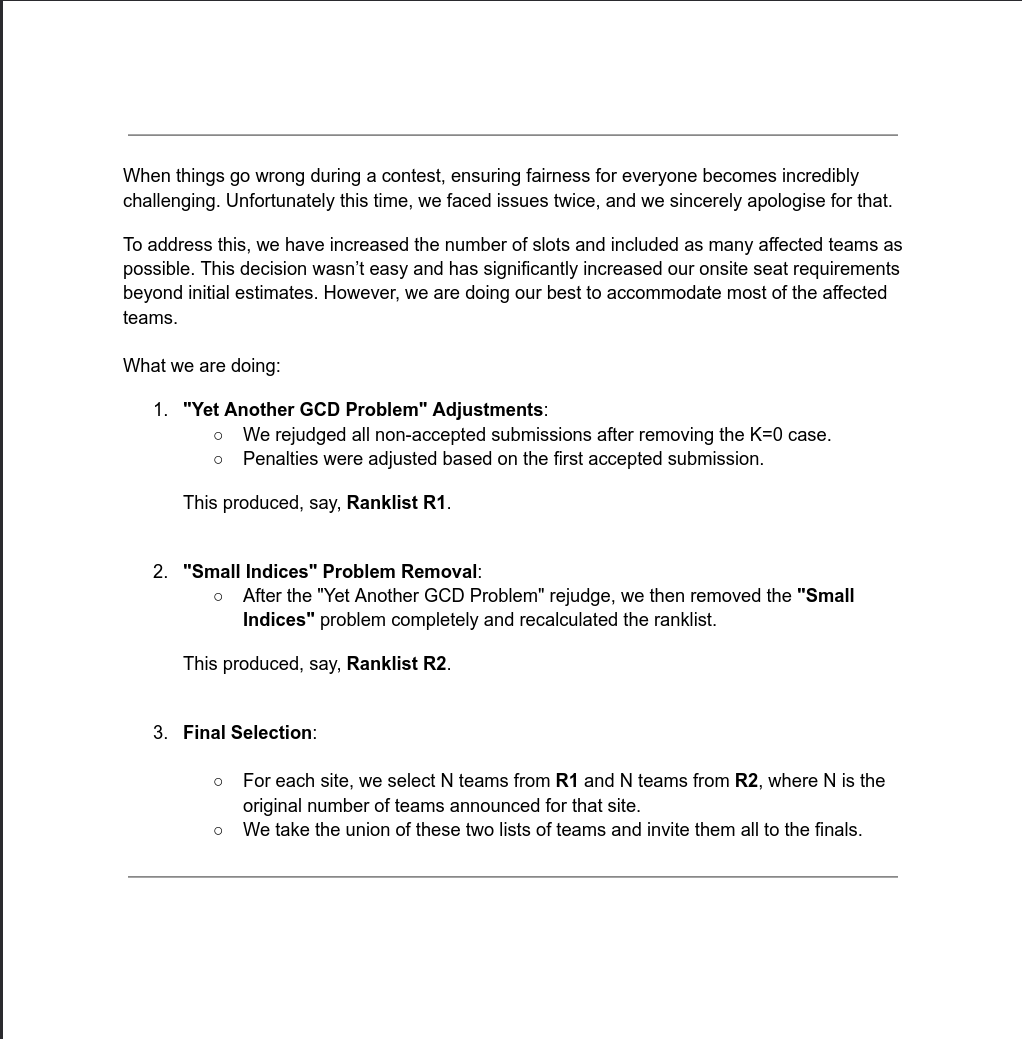 When things go wrong during a contest, ensuring fairness for everyone becomes incredibly
challenging. Unfortunately this time, we faced issues twice, and we sincerely apologise for that.
To address this, we have increased the number of slots and included as many affected teams as
possible. This decision wasn’t easy and has significantly increased our onsite seat requirements
beyond initial estimates. However, we are doing our best to accommodate most of the affected
teams.
What we are doing:
1. "Yet Another GCD Problem" Adjustments:
○ We rejudged all non-accepted submissions after removing the K=0 case.
○ Penalties were adjusted based on the first accepted submission.
This produced, say, Ranklist R1.
2. "Small Indices" Problem Removal:
○ After the "Yet Another GCD Problem" rejudge, we then removed the "Small
Indices" problem completely and recalculated the ranklist.
This produced, say, Ranklist R2.
3. Final Selection:
○ For each site, we select N teams from R1 and N teams from R2, where N is the
original number of teams announced for that site.
○ We take the union of these two lists of teams and invite them all to the finals.